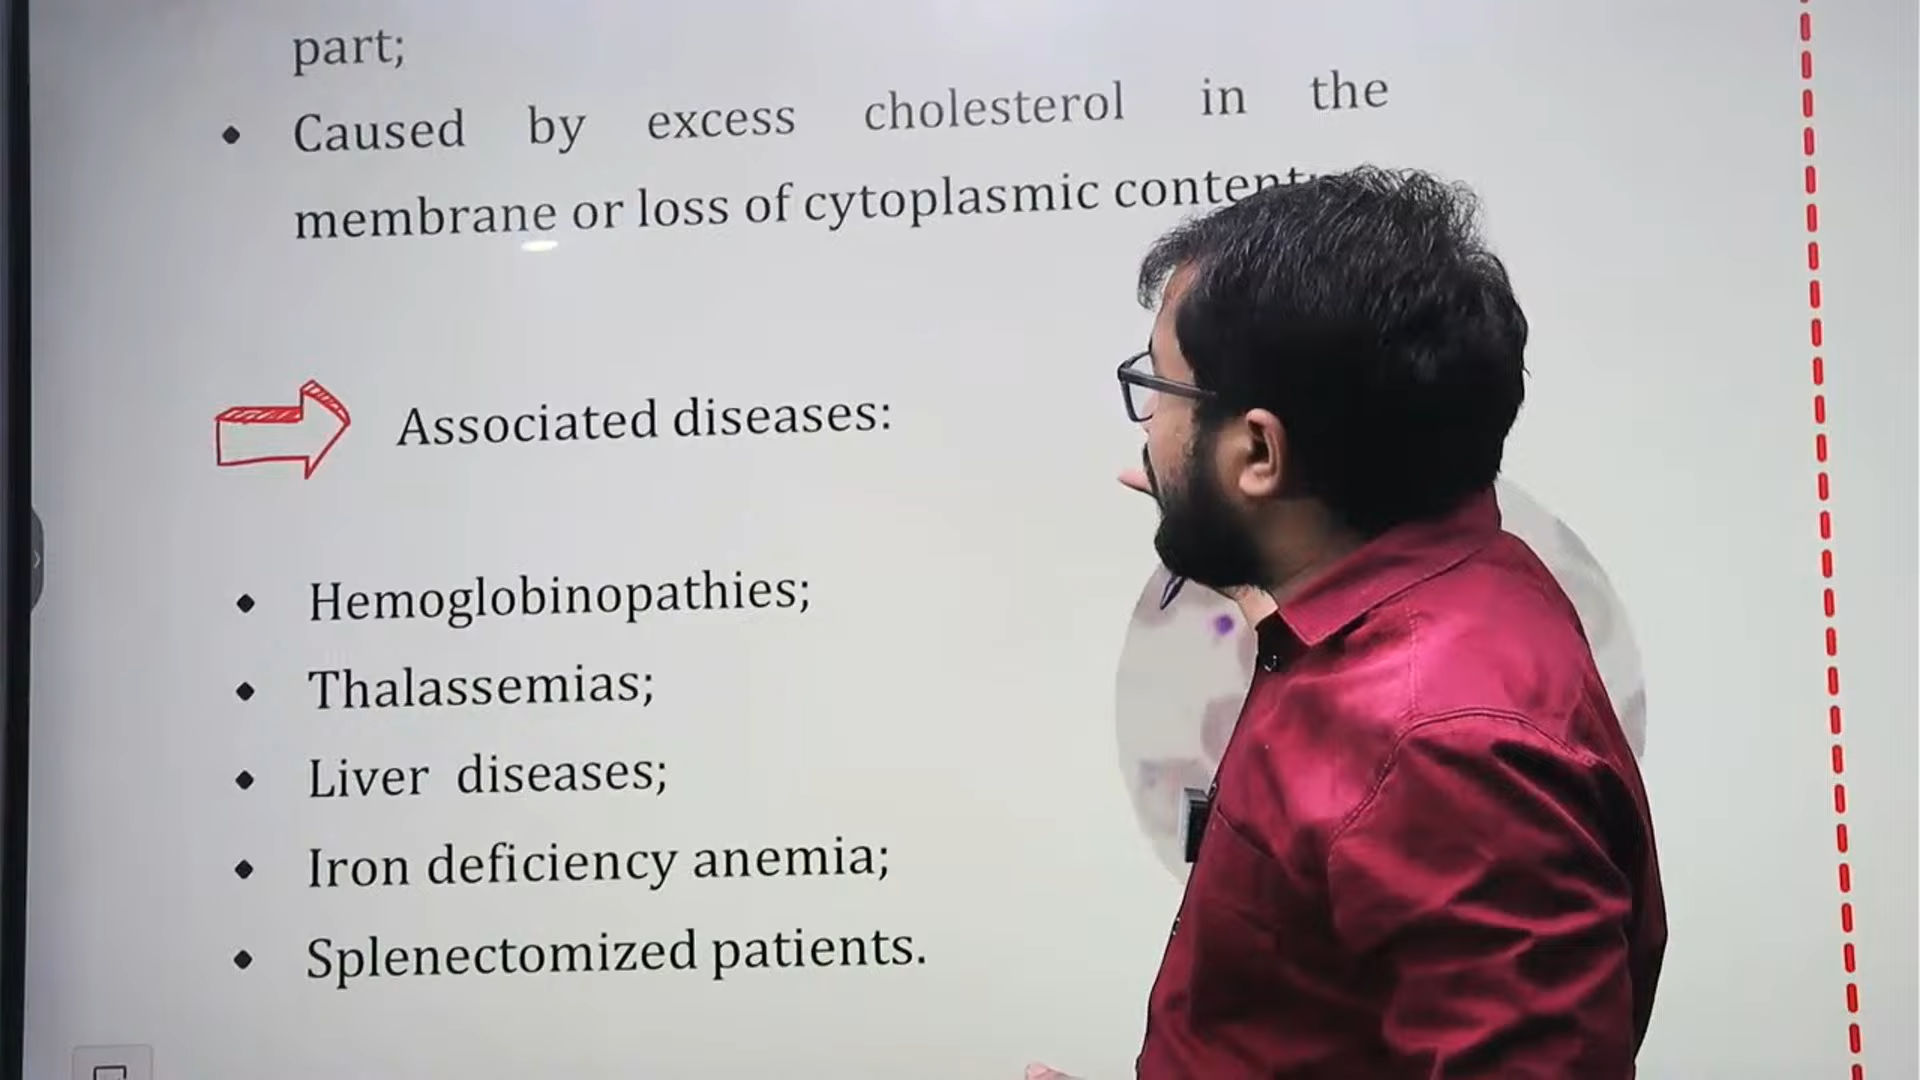 part;
• Caused by excess cholesterol in the
membrane or loss of cytoplasmic
Associated diseases:
• Hemoglobinopathies;
• Thalassemias;
• Liver diseases;
• Iron deficiency anemia;
• Splenectomized patients.